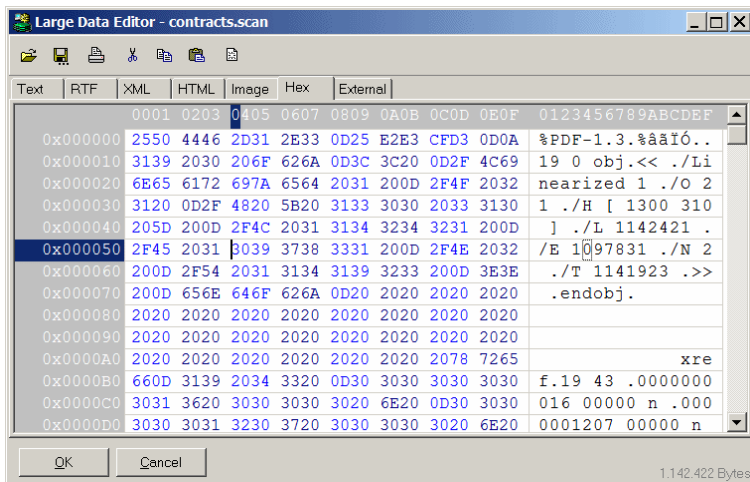 Large Data Editor - contracts.scan
Text RTF XML HTML Image Hex External
0001 0203 0405 0607 0809 0A0B 0C0D 0E0F 0123456789ABCDEF
0x000000 2550 4446 2D31 2E33 0D25 E2E3 CFD3 0D0A %PDF-1.3.%âãÏÓ..
0x000010 3139 2030 206F 626A 0D3C 3C20 0D2F 4C69 19 0 obj.<< ./Li
0x000020 6E65 6172 697A 6564 2031 200D 2F4F 2032 nearized 1 ./O 2
0x000030 3120 0D2F 4820 5B20 3133 3030 2033 3130 1 ./H [ 1300 310
0x000040 205D 200D 2F4C 2031 3134 3234 3231 200D ] ./L 1142421 .
0x000050 2F45 2031 3039 3738 3331 200D 2F4E 2032 /E 1097831 ./N 2
0x000060 200D 2F54 2031 3134 3139 3233 200D 3E3E ./T 1141923 .>>
0x000070 200D 656E 646F 626A 0D20 2020 2020 2020 .endobj.
0x000080 2020 2020 2020 2020 2020 2020 2020 2020
0x000090 2020 2020 2020 2020 2020 2020 2020 2020
0x0000A0 2020 2020 2020 2020 2020 2020 2078 7265 xre
0x0000B0 660D 3139 2034 3320 0D30 3030 3030 3030 f.19 43 .0000000
0x0000C0 3031 3620 3030 3030 3020 6E20 0D30 3030 016 00000 n .000
0x0000D0 3030 3031 3230 3720 3030 3030 3020 6E20 0001207 00000 n
OK Cancel
1.142.422 Bytes